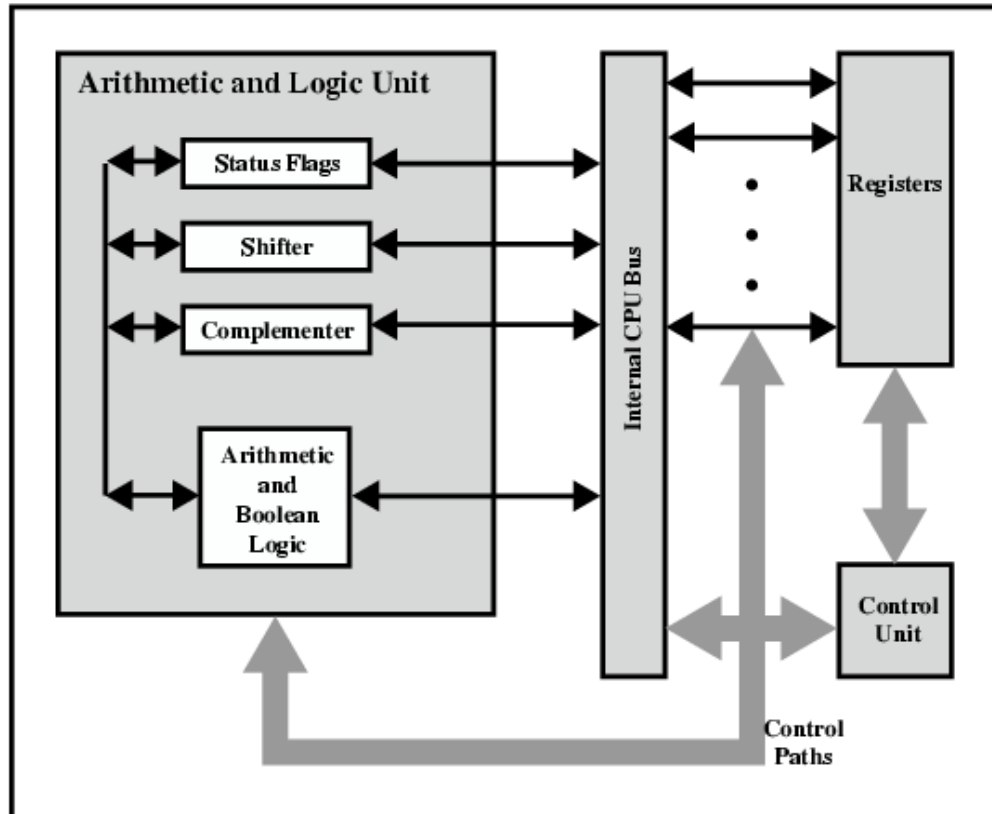 Arithmetic and Logic Unit
Status Flags
Shifter
Complementer
Arithmetic
and
Boolean
Logic
Internal CPU Bus
Registers
Control
Unit
Control
Paths